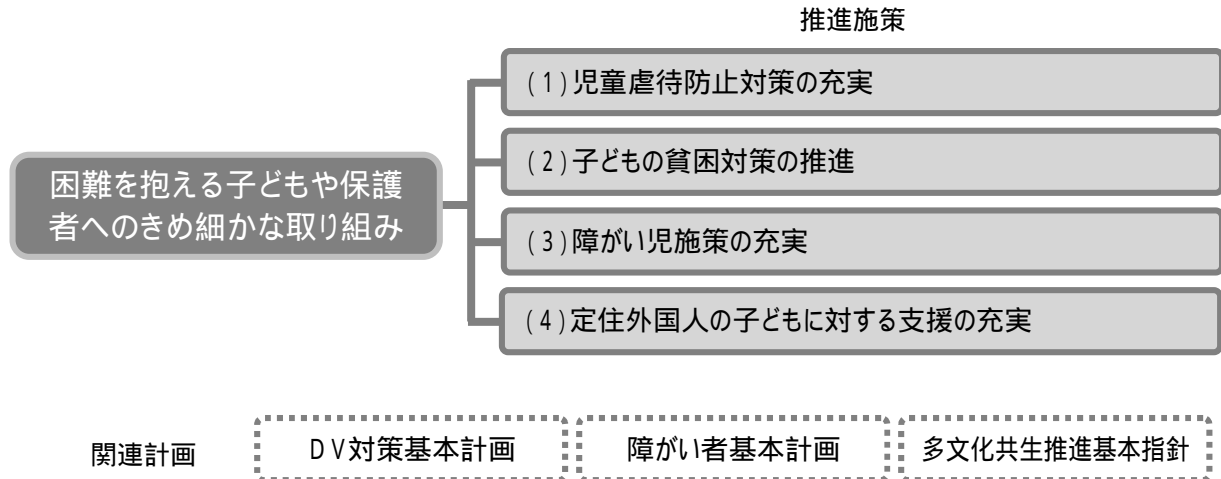 推進施策
(1)児童虐待防止対策の充実
(2)子どもの貧困対策の推進
困難を抱える子どもや保護
者へのきめ細かな取り組み
(3)障がい児施策の充実
(4)定住外国人の子どもに対する支援の充実
関連計画
DV対策基本計画
障がい者基本計画
多文化共生推進基本指針